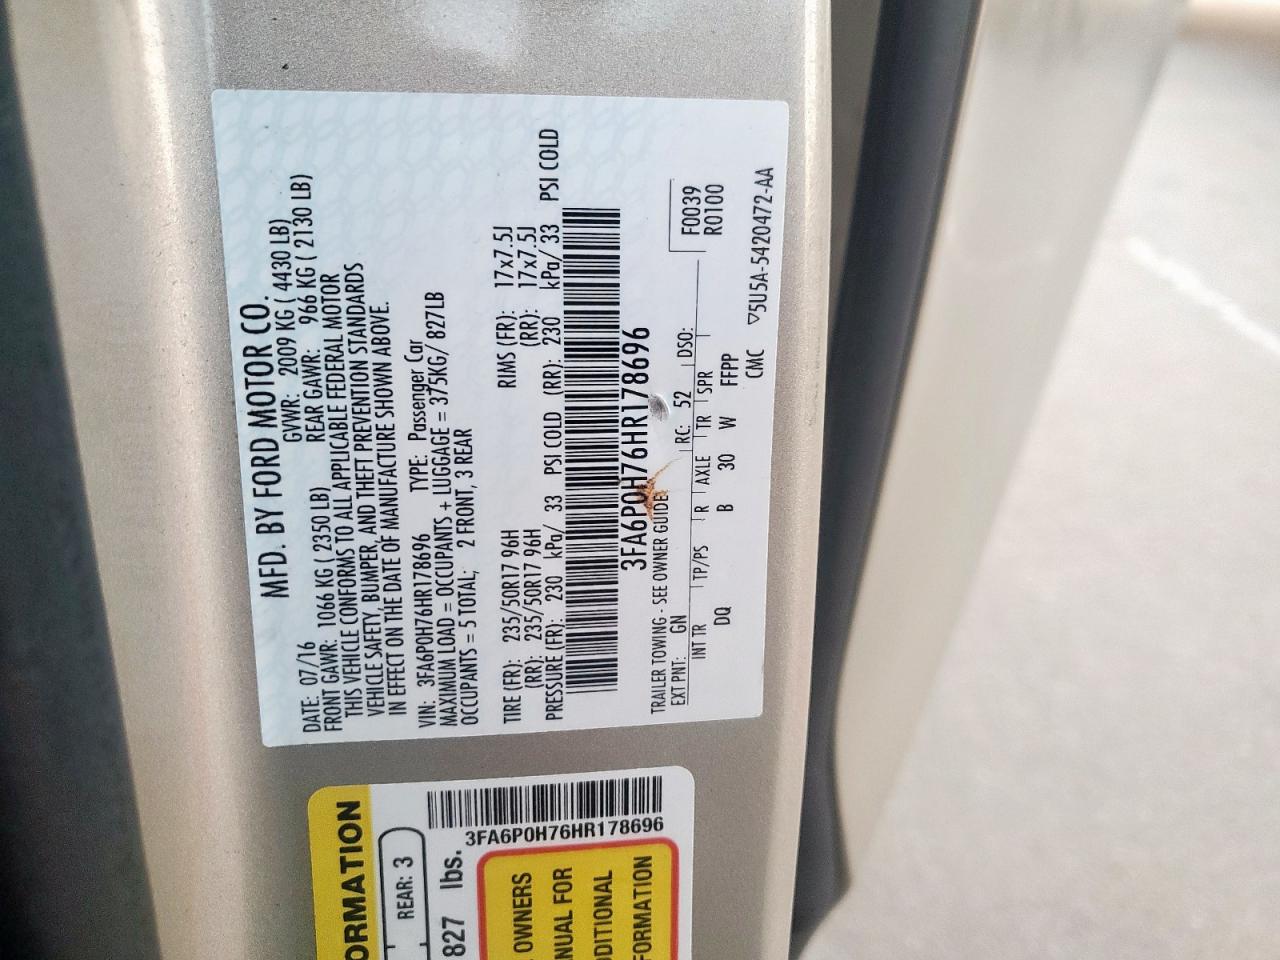 MFD. BY FORD MOTOR CO.
DATE: 07/16 GVWR: 2009 KG ( 4430 LB)
FRONT GAWR: 1066 KG ( 2350 LB) REAR GAWR: 966 KG ( 2130 LB)
THIS VEHICLE CONFORMS TO ALL APPLICABLE FEDERAL MOTOR
VEHICLE SAFETY, BUMPER, AND THEFT PREVENTION STANDARDS
IN EFFECT ON THE DATE OF MANUFACTURE SHOWN ABOVE.
VIN: 3FA6P0H76HR178696 TYPE: Passenger Car
MAXIMUM LOAD = OCCUPANTS + LUGGAGE = 375KG/ 827LB
OCCUPANTS = 5 TOTAL; 2 FRONT, 3 REAR
TIRE (FR): 235/50R17 96H RIMS (FR): 17x7.5J
(RR): 235/50R17 96H (RR): 17x7.5J
PRESSURE (FR): 230 kPa/ 33 PSI COLD (RR): 230 kPa/ 33 PSI COLD
3FA6P0H76HR178696
TRAILER TOWING - SEE OWNER GUIDE
EXT PNT: GN RC: 52 DSO: F0039
INT TR TP/PS R AXLE TR SPR R0100
DQ B 30 W FFPP
CMC ▽5U5A-5420472-AA
ORMATION
REAR: 3
3FA6P0H76HR178696
827 lbs.
OWNERS
NUAL FOR
DITIONAL
FORMATION